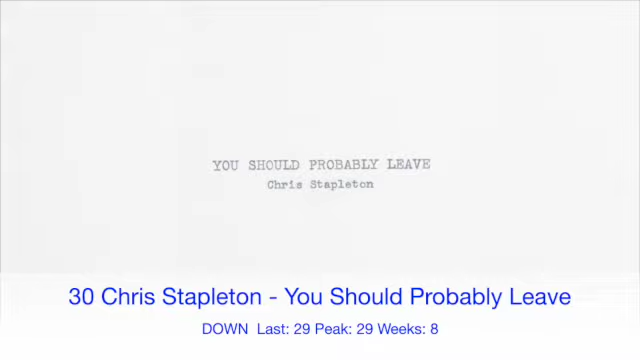 YOU SHOULD PROBABLY LEAVE
Chris Stapleton
30 Chris Stapleton - You Should Probably Leave
DOWN  Last: 29 Peak: 29 Weeks: 8